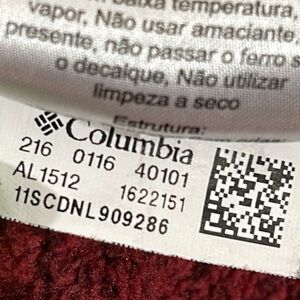 baixa temperatura,
vapor, Não usar amaciante,
presente, não passar o ferro s
o decalque. Não utilizar
limpeza a seco
Estrutura:
Columbia
216 0116 40101
AL1512 1622151
11SCDNL909286